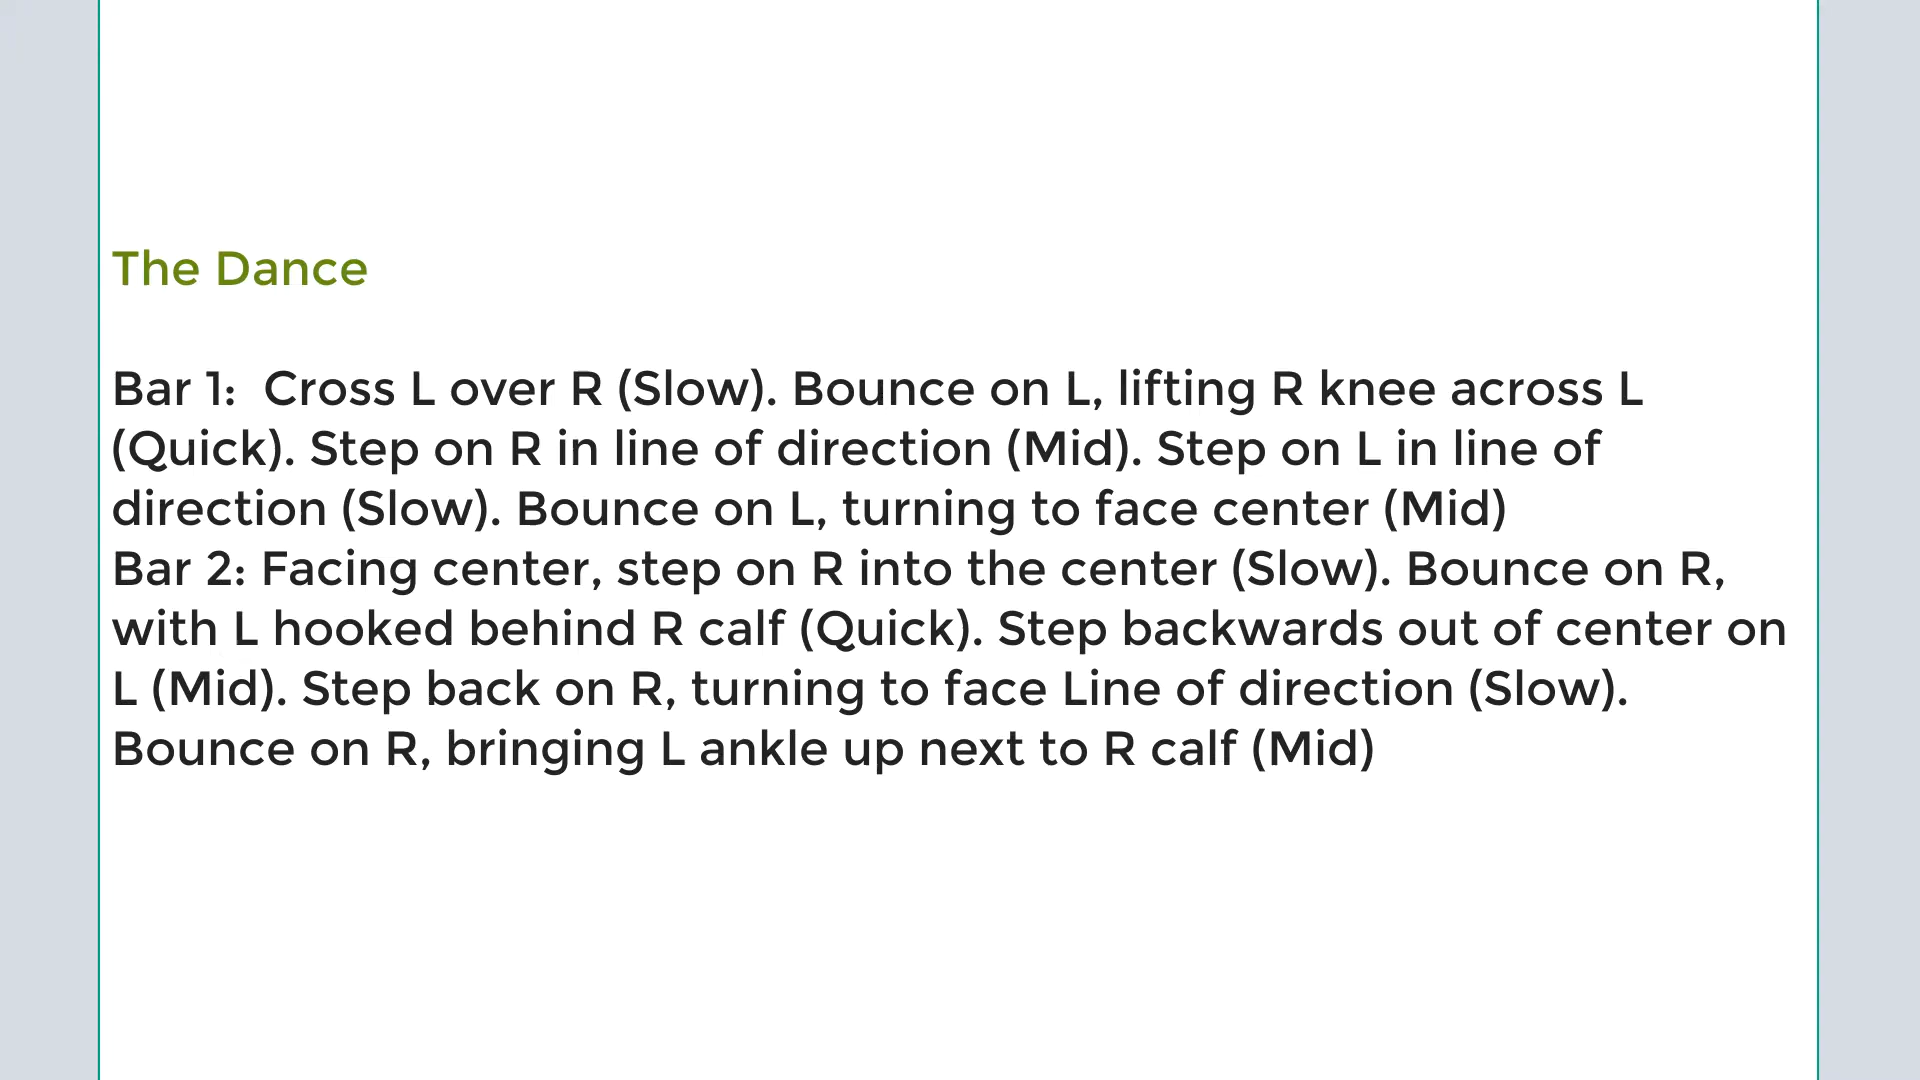 The Dance
Bar 1:  Cross L over R (Slow). Bounce on L, lifting R knee across L
(Quick). Step on R in line of direction (Mid). Step on L in line of
direction (Slow). Bounce on L, turning to face center (Mid)
Bar 2: Facing center, step on R into the center (Slow). Bounce on R,
with L hooked behind R calf (Quick). Step backwards out of center on
L (Mid). Step back on R, turning to face Line of direction (Slow).
Bounce on R, bringing L ankle up next to R calf (Mid)